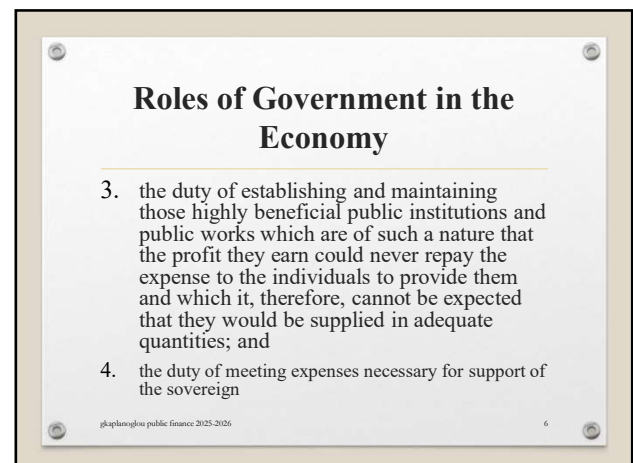 Roles of Government in the
Economy
3. the duty of establishing and maintaining
those highly beneficial public institutions and
public works which are of such a nature that
the profit they earn could never repay the
expense to the individuals to provide them
and which it, therefore, cannot be expected
that they would be supplied in adequate
quantities; and
4. the duty of meeting expenses necessary for support of
the sovereign
gkaplanoglou public finance 2025-2026 6